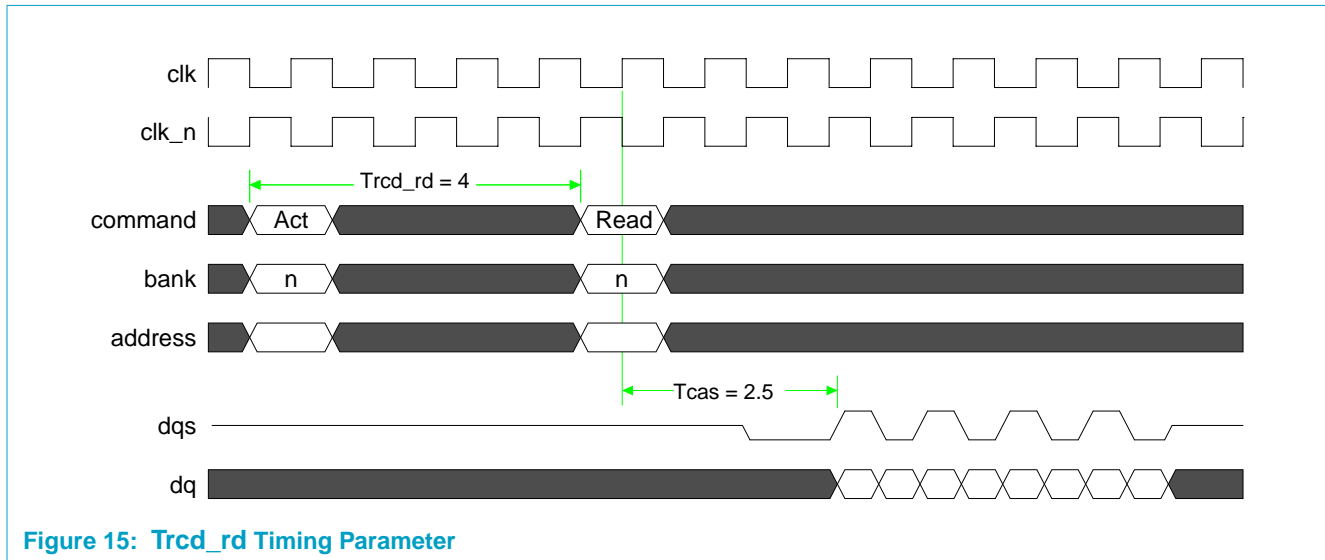 clk
clk_n
Trcd_rd = 4
command Act Read
bank n n
address
Tcas = 2.5
dqs
dq
Figure 15: Trcd_rd Timing Parameter